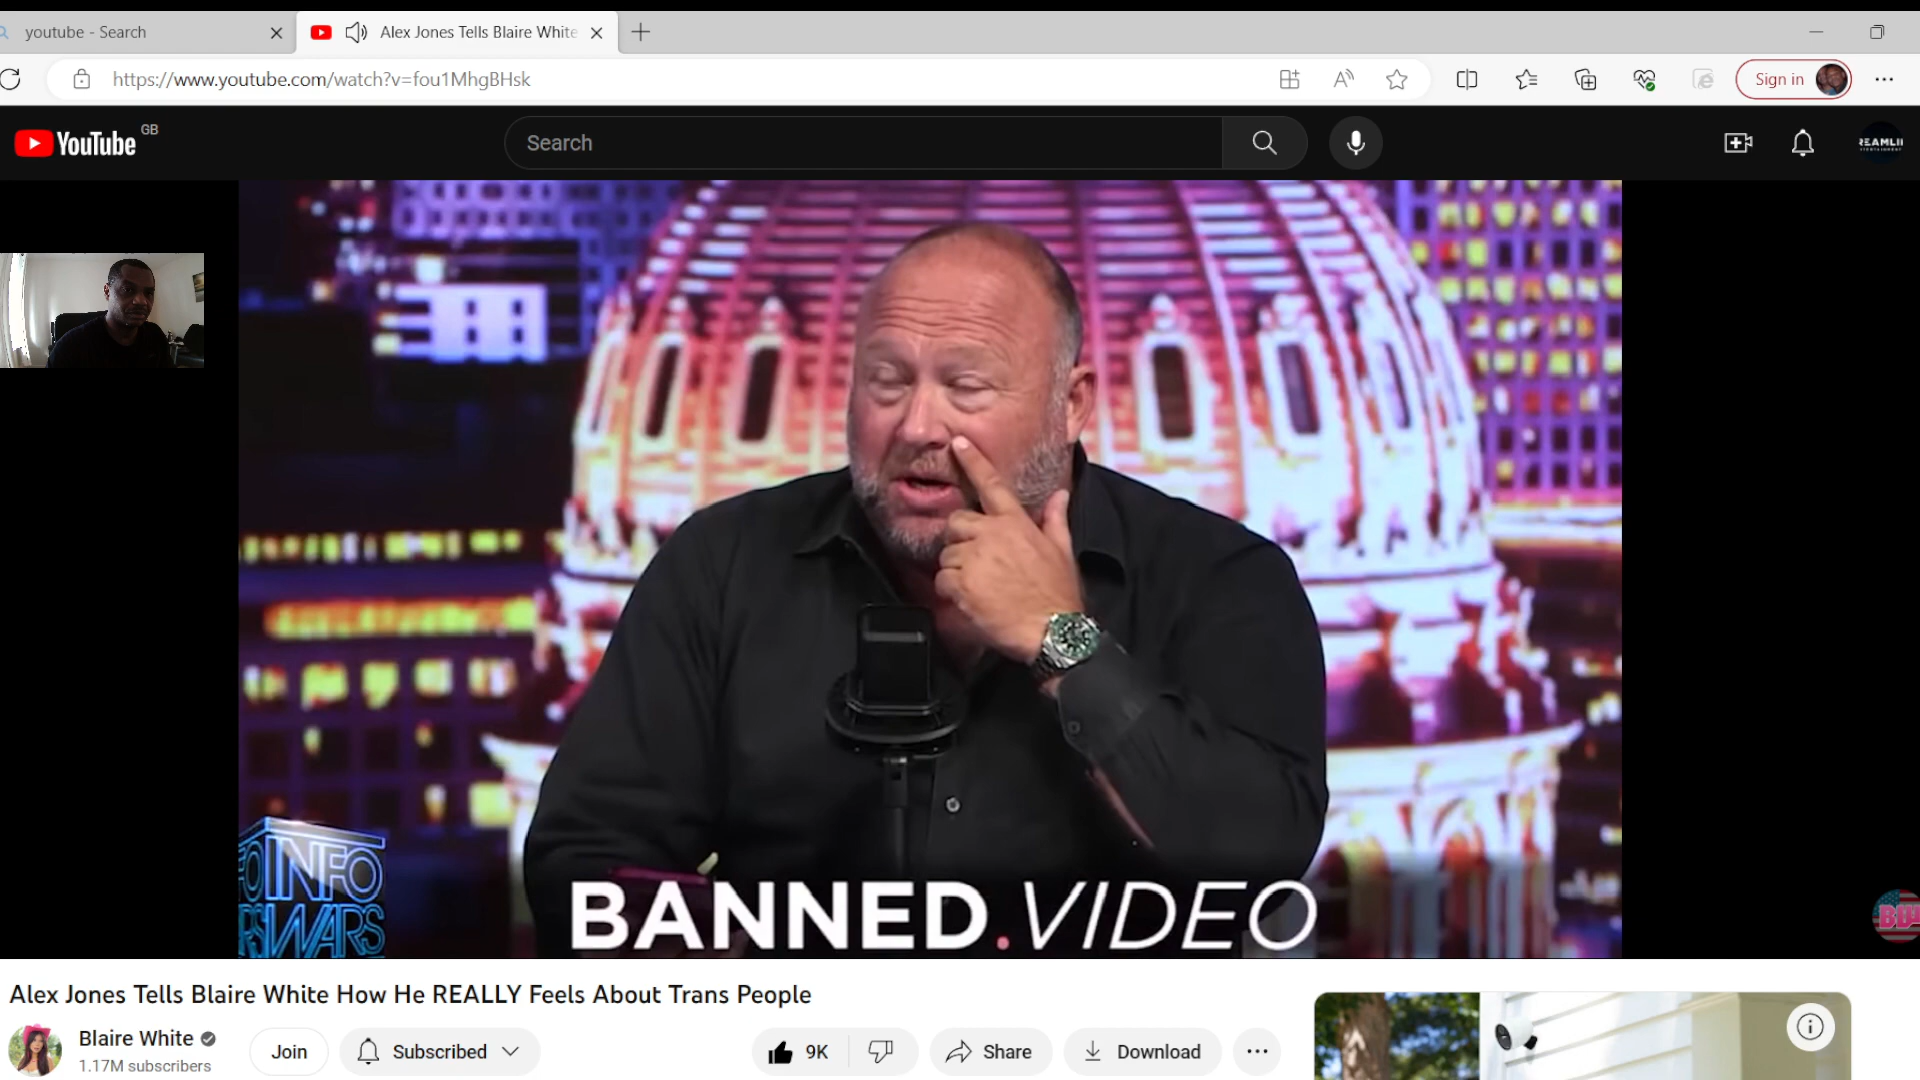 youtube - Search
Alex Jones Tells Blaire White
https://www.youtube.com/watch?v=fou1MhgBHsk
Sign in
YouTube GB
Search
REAMLII
INFO
WARS
BANNED.VIDEO
Alex Jones Tells Blaire White How He REALLY Feels About Trans People
Blaire White
1.17M subscribers
Join
Subscribed
9K
Share
Download